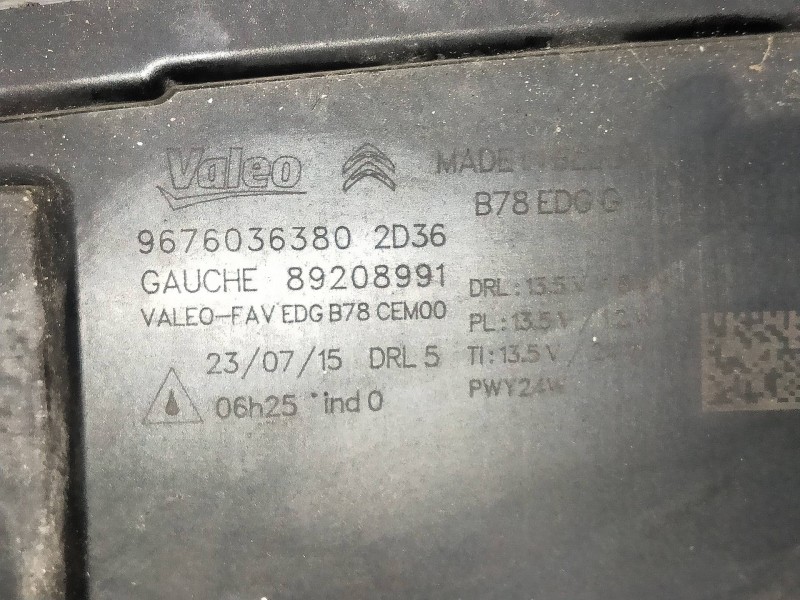 Valeo
MADE
B78 EDG G
9676036380 2D36
GAUCHE 89208991
VALEO-FAV EDG B78 CEM00
DRL : 13.5 V /
PL : 13.5 V /
23/07/15 DRL 5
TI : 13.5 V /
06h25 ind 0
PWY24W